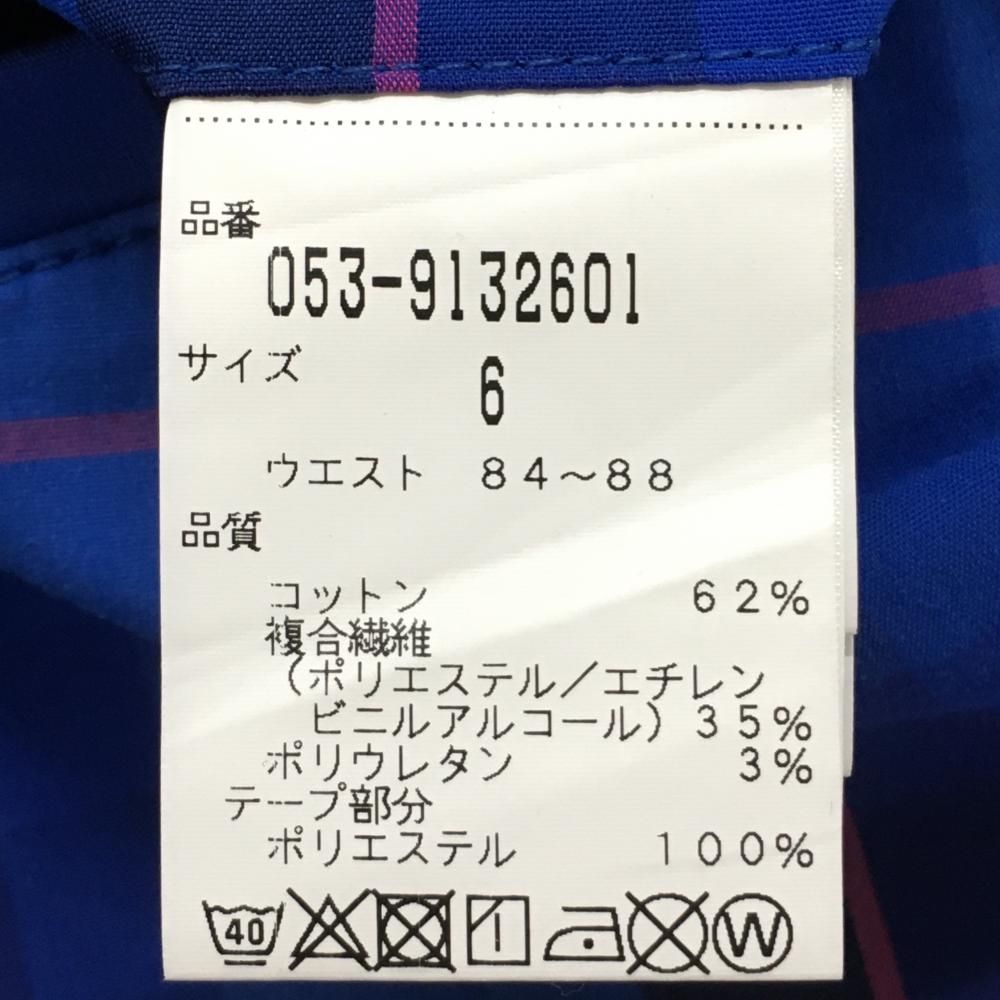 品番
053-9132601
サイズ
6
ウエスト 84～88
品質
コットン 62%
複合繊維
（ポリエステル／エチレン
ビニルアルコール）35%
ポリウレタン 3%
テープ部分
ポリエステル 100%
40 W